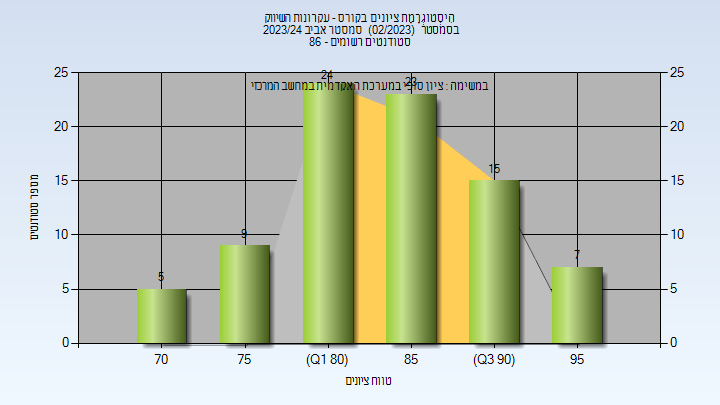 היסטוגרמת ציונים בקורס - עקרונות השיווק
בסמסטר (02/2023) סמסטר אביב 2023/24
סטודנטים רשומים - 86
במשימה : ציון סופי במערכת האקדמית במחשב המרכזי
25
20
15
10
5
0
25
20
15
10
5
0
מספר סטודנטים
5
9
24
23
15
7
70
75
(Q1 80)
85
(Q3 90)
95
טווח ציונים